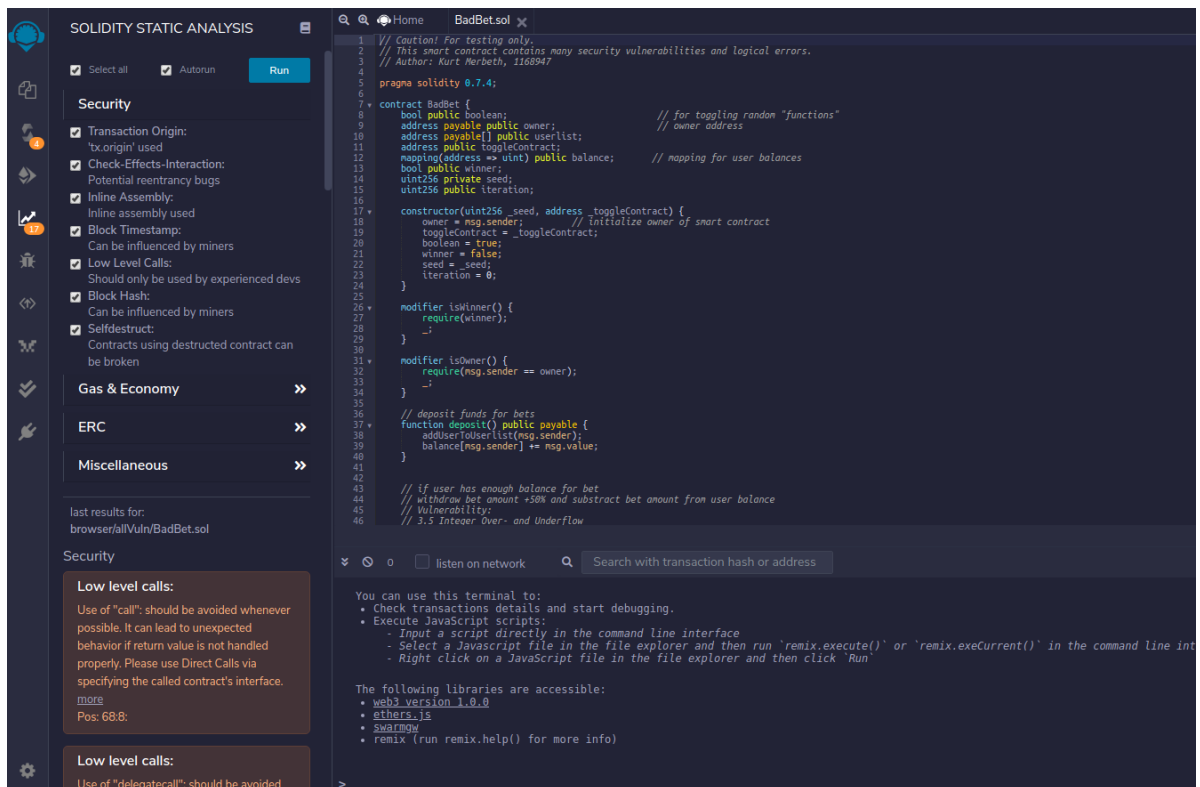 SOLIDITY STATIC ANALYSIS
Select all
Autorun
Run
Security
Transaction Origin:
'tx.origin' used
Check-Effects-Interaction:
Potential reentrancy bugs
Inline Assembly:
Inline assembly used
Block Timestamp:
Can be influenced by miners
Low Level Calls:
Should only be used by experienced devs
Block Hash:
Can be influenced by miners
Selfdestruct:
Contracts using destructed contract can
be broken
Gas & Economy
ERC
Miscellaneous
last results for:
browser/allVuln/BadBet.sol
Security
Low level calls:
Use of "call": should be avoided whenever
possible. It can lead to unexpected
behavior if return value is not handled
properly. Please use Direct Calls via
specifying the called contract's interface.
more
Pos: 68:8:
Low level calls:
Use of "delegatecall": should be avoided
4
17
Home
BadBet.sol
1 // Caution! For testing only.
2 // This smart contract contains many security vulnerabilities and logical errors.
3 // Author: Kurt Merbeth, 1168947
4
5 pragma solidity 0.7.4;
6
7 contract BadBet {
8 bool public boolean; // for toggling random "functions"
9 address payable public owner; // owner address
10 address payable[] public userlist;
11 address public toggleContract;
12 mapping(address => uint) public balance; // mapping for user balances
13 bool public winner;
14 uint256 private seed;
15 uint256 public iteration;
16
17 constructor(uint256 _seed, address _toggleContract) {
18 owner = msg.sender; // initialize owner of smart contract
19 toggleContract = _toggleContract;
20 boolean = true;
21 winner = false;
22 seed = _seed;
23 iteration = 0;
24 }
25
26 modifier isWinner() {
27 require(winner);
28 _;
29 }
30
31 modifier isOwner() {
32 require(msg.sender == owner);
33 _;
34 }
35
36 // deposit funds for bets
37 function deposit() public payable {
38 addUserToUserlist(msg.sender);
39 balance[msg.sender] += msg.value;
40 }
41
42
43 // if user has enough balance for bet
44 // withdraw bet amount +50% and substract bet amount from user balance
45 // Vulnerability:
46 // 3.5 Integer Over- and Underflow
0
listen on network
Search with transaction hash or address
You can use this terminal to:
• Check transactions details and start debugging.
• Execute JavaScript scripts:
- Input a script directly in the command line interface
- Select a Javascript file in the file explorer and then run `remix.execute()` or `remix.exeCurrent()` in the command line int
- Right click on a JavaScript file in the file explorer and then click `Run`
The following libraries are accessible:
• web3 version 1.0.0
• ethers.js
• swarmgw
• remix (run remix.help() for more info)
>